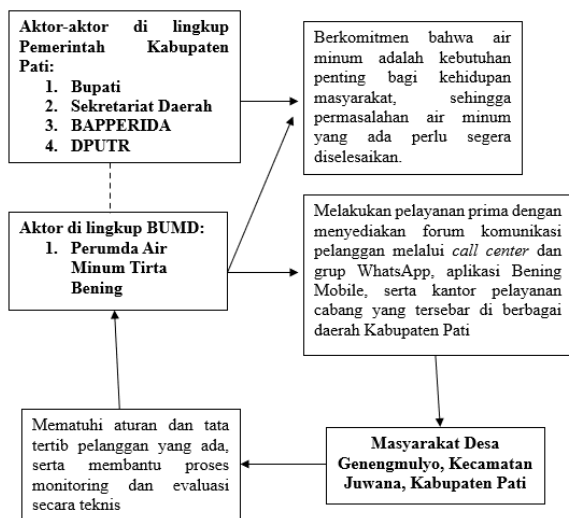 Aktor-aktor di lingkup
Pemerintah Kabupaten
Pati:
1. Bupati
2. Sekretariat Daerah
3. BAPPERIDA
4. DPUTR
Berkomitmen bahwa air
minum adalah kebutuhan
penting bagi kehidupan
masyarakat, sehingga
permasalahan air minum
yang ada perlu segera
diselesaikan.
Aktor di lingkup BUMD:
1. Perumda Air
Minum Tirta
Bening
Melakukan pelayanan prima dengan
menyediakan forum komunikasi
pelanggan melalui call center dan
grup WhatsApp, aplikasi Bening
Mobile, serta kantor pelayanan
cabang yang tersebar di berbagai
daerah Kabupaten Pati
Mematuhi aturan dan tata
tertib pelanggan yang ada,
serta membantu proses
monitoring dan evaluasi
secara teknis
Masyarakat Desa
Genengmulyo, Kecamatan
Juwana, Kabupaten Pati